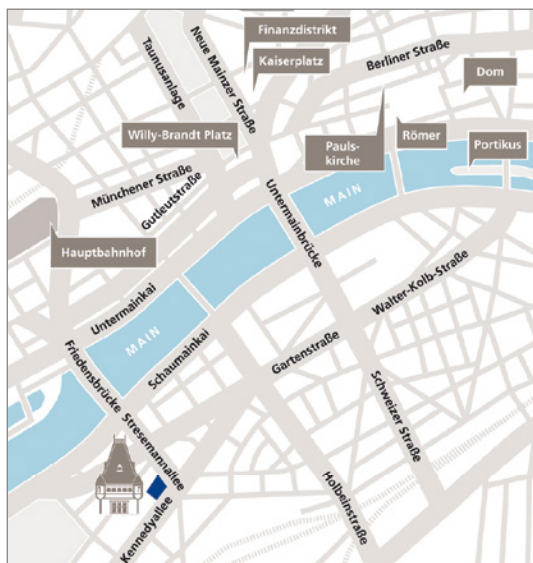 Finanzdistrikt
Kaiserplatz
Berliner Straße
Dom
Neue Mainzer Straße
Taunusanlage
Willy-Brandt Platz
Pauls-
kirche
Römer
Portikus
Münchener Straße
Gutleutstraße
MAIN
Untermainbrücke
Hauptbahnhof
Walter-Kolb-Straße
Untermainkai
MAIN
Schaumainkai
Gartenstraße
Friedensbrücke
Schweizer Straße
Stresemannallee
Kennedyallee
Holbeinstraße